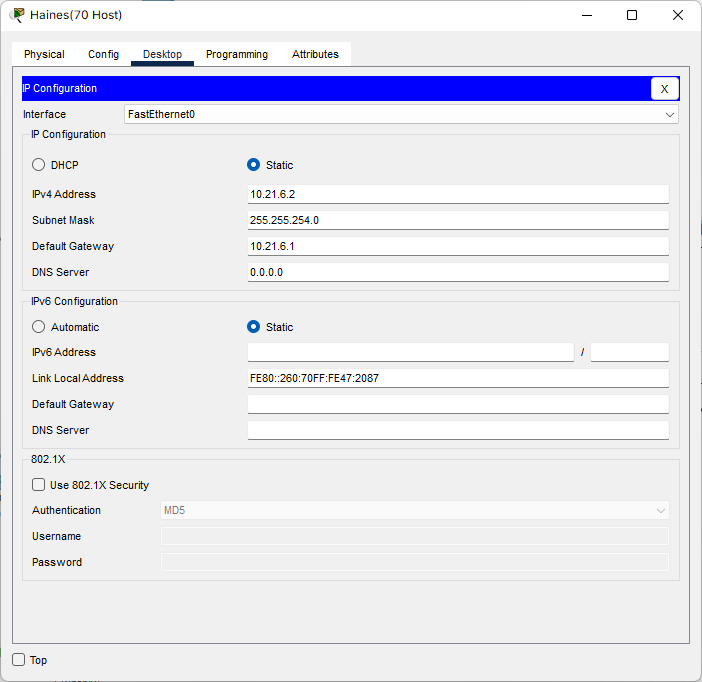 Haines(70 Host)
Physical Config Desktop Programming Attributes
IP Configuration X
Interface FastEthernet0
IP Configuration
DHCP Static
IPv4 Address 10.21.6.2
Subnet Mask 255.255.254.0
Default Gateway 10.21.6.1
DNS Server 0.0.0.0
IPv6 Configuration
Automatic Static
IPv6 Address /
Link Local Address FE80::260:70FF:FE47:2087
Default Gateway
DNS Server
802.1X
Use 802.1X Security
Authentication MD5
Username
Password
Top